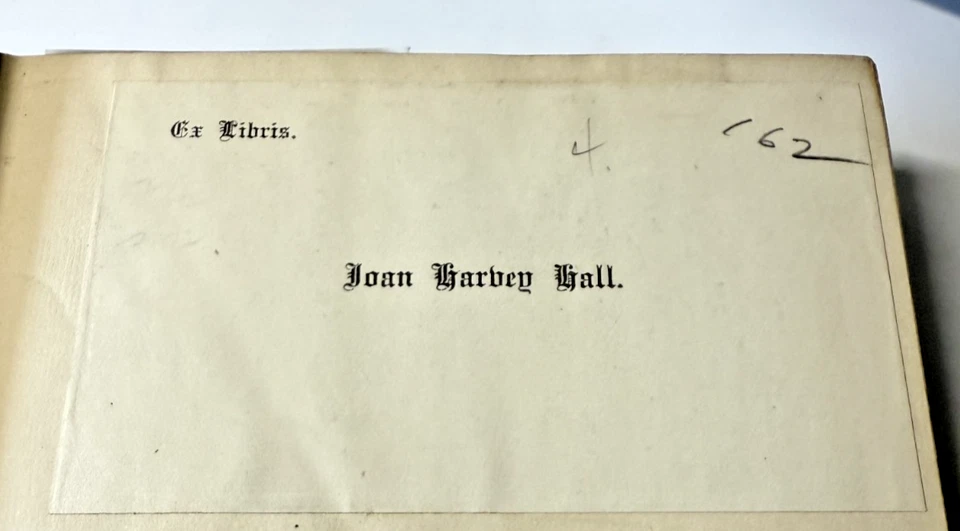 Ex Libris.
4.
162
Joan Harvey Hall.